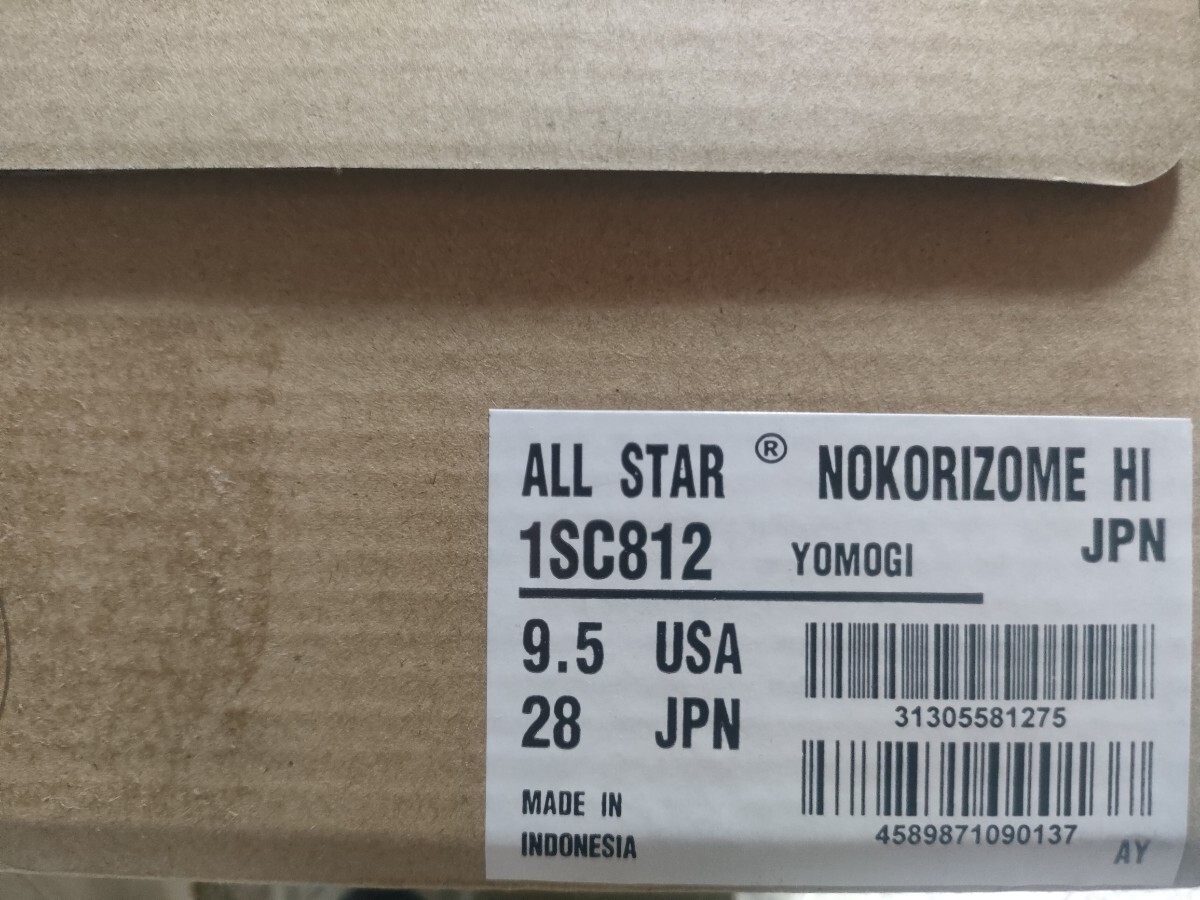 ALL STAR ® NOKORIZOME HI
1SC812 YOMOGI JPN
9.5 USA
28 JPN
31305581275
MADE IN
INDONESIA
4589871090137
AY